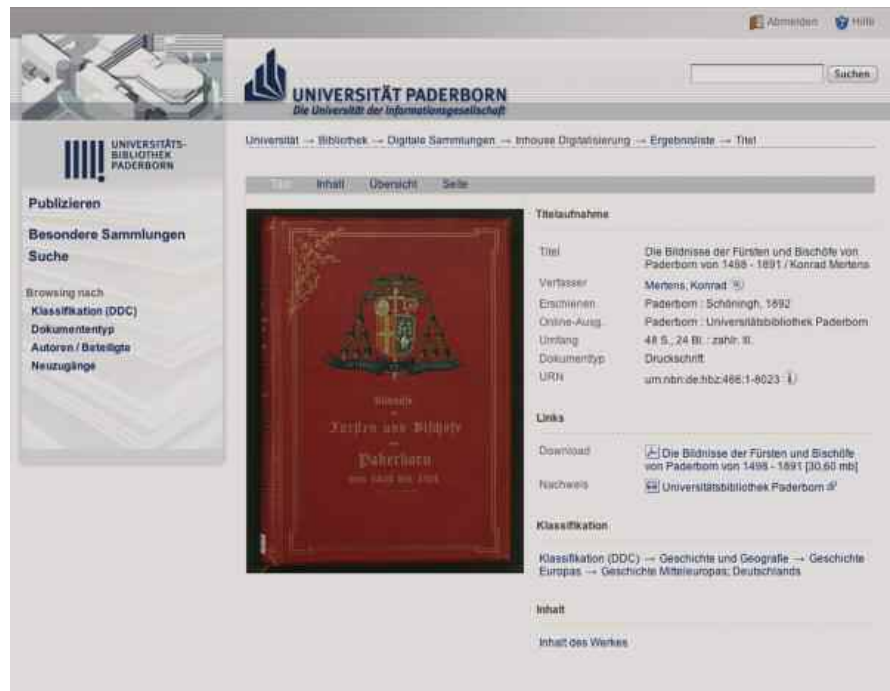 Abmelden Hilfe
Suchen
UNIVERSITÄT PADERBORN
Die Universität der Informationsgesellschaft
UNIVERSITÄTS-
BIBLIOTHEK
PADERBORN
Universität → Bibliothek → Digitale Sammlungen → Inhouse Digitalisierung → Ergebnisliste → Titel
Titel Inhalt Übersicht Seite
Publizieren
Besondere Sammlungen
Suche
Browsing nach
Klassifikation (DDC)
Dokumententyp
Autoren / Beteiligte
Neuzugänge
Bildnisse
der
Fürsten und Bischöfe
von
Paderborn
von 1498 bis 1891.
Titelaufnahme
Titel Die Bildnisse der Fürsten und Bischöfe von
Paderborn von 1498 - 1891 / Konrad Mertens
Verfasser Mertens, Konrad
Erschienen Paderborn : Schöningh, 1892
Online-Ausg. Paderborn : Universitätsbibliothek Paderborn
Umfang 48 S., 24 Bl. : zahlr. Ill.
Dokumenttyp Druckschrift
URN urn:nbn:de:hbz:466:1-8023
Links
Download Die Bildnisse der Fürsten und Bischöfe
von Paderborn von 1498 - 1891 [30,60 mb]
Nachweis Universitätsbibliothek Paderborn
Klassifikation
Klassifikation (DDC) → Geschichte und Geografie → Geschichte
Europas → Geschichte Mitteleuropas; Deutschlands
Inhalt
Inhalt des Werkes